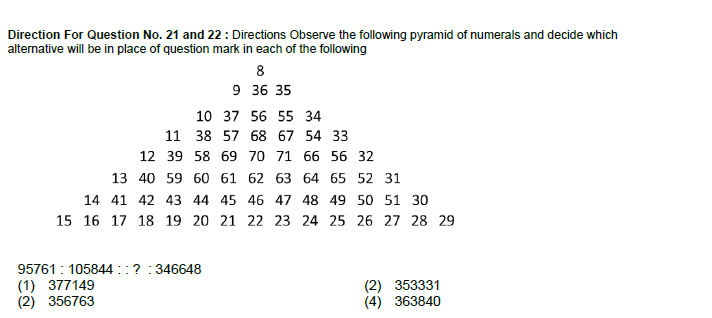 Direction For Question No. 21 and 22 : Directions Observe the following pyramid of numerals and decide which
alternative will be in place of question mark in each of the following
8
9 36 35
10 37 56 55 34
11 38 57 68 67 54 33
12 39 58 69 70 71 66 56 32
13 40 59 60 61 62 63 64 65 52 31
14 41 42 43 44 45 46 47 48 49 50 51 30
15 16 17 18 19 20 21 22 23 24 25 26 27 28 29
95761 : 105844 : : ? : 346648
(1) 377149 (2) 353331
(2) 356763 (4) 363840